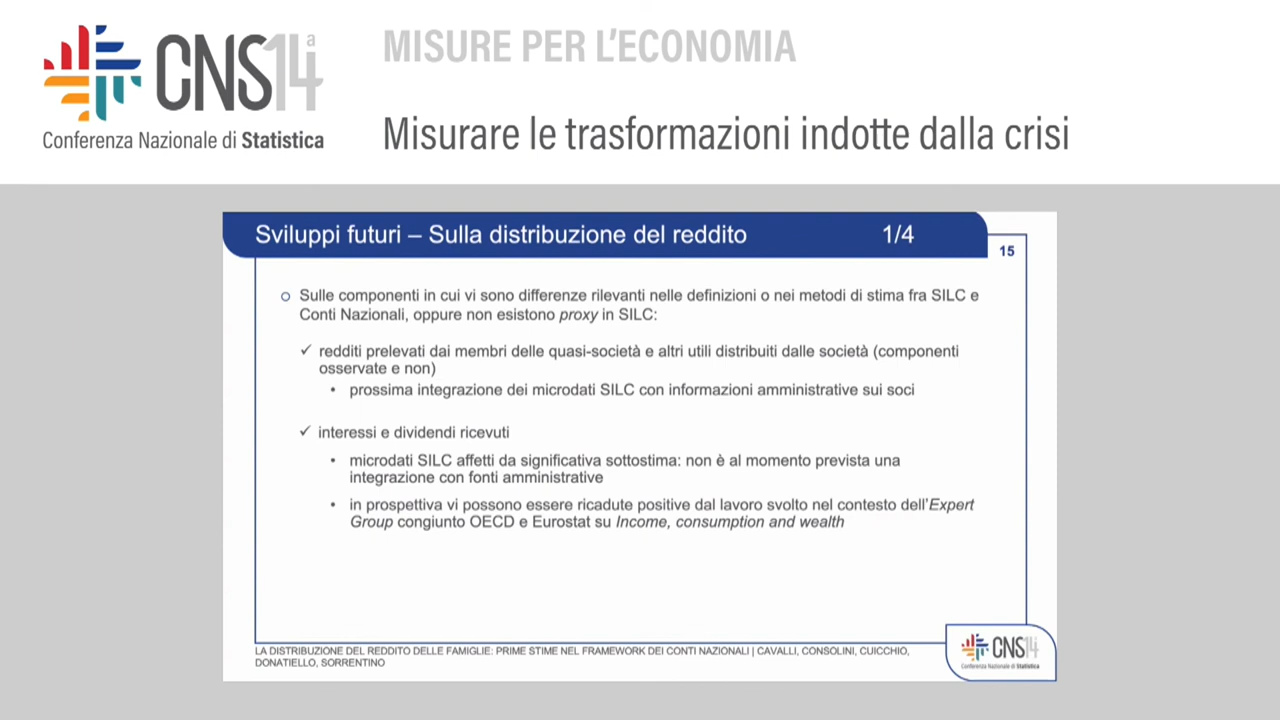 CNS14ª
Conferenza Nazionale di Statistica
MISURE PER L'ECONOMIA
Misurare le trasformazioni indotte dalla crisi
Sviluppi futuri – Sulla distribuzione del reddito 1/4
15
Sulle componenti in cui vi sono differenze rilevanti nelle definizioni o nei metodi di stima fra SILC e
Conti Nazionali, oppure non esistono proxy in SILC:
✓ redditi prelevati dai membri delle quasi-società e altri utili distribuiti dalle società (componenti
osservate e non)
• prossima integrazione dei microdati SILC con informazioni amministrative sui soci
✓ interessi e dividendi ricevuti
• microdati SILC affetti da significativa sottostima: non è al momento prevista una
integrazione con fonti amministrative
• in prospettiva vi possono essere ricadute positive dal lavoro svolto nel contesto dell'Expert
Group congiunto OECD e Eurostat su Income, consumption and wealth
LA DISTRIBUZIONE DEL REDDITO DELLE FAMIGLIE: PRIME STIME NEL FRAMEWORK DEI CONTI NAZIONALI | CAVALLI, CONSOLINI, CUICCHIO,
DONATIELLO, SORRENTINO
CNS14
Conferenza Nazionale di Statistica